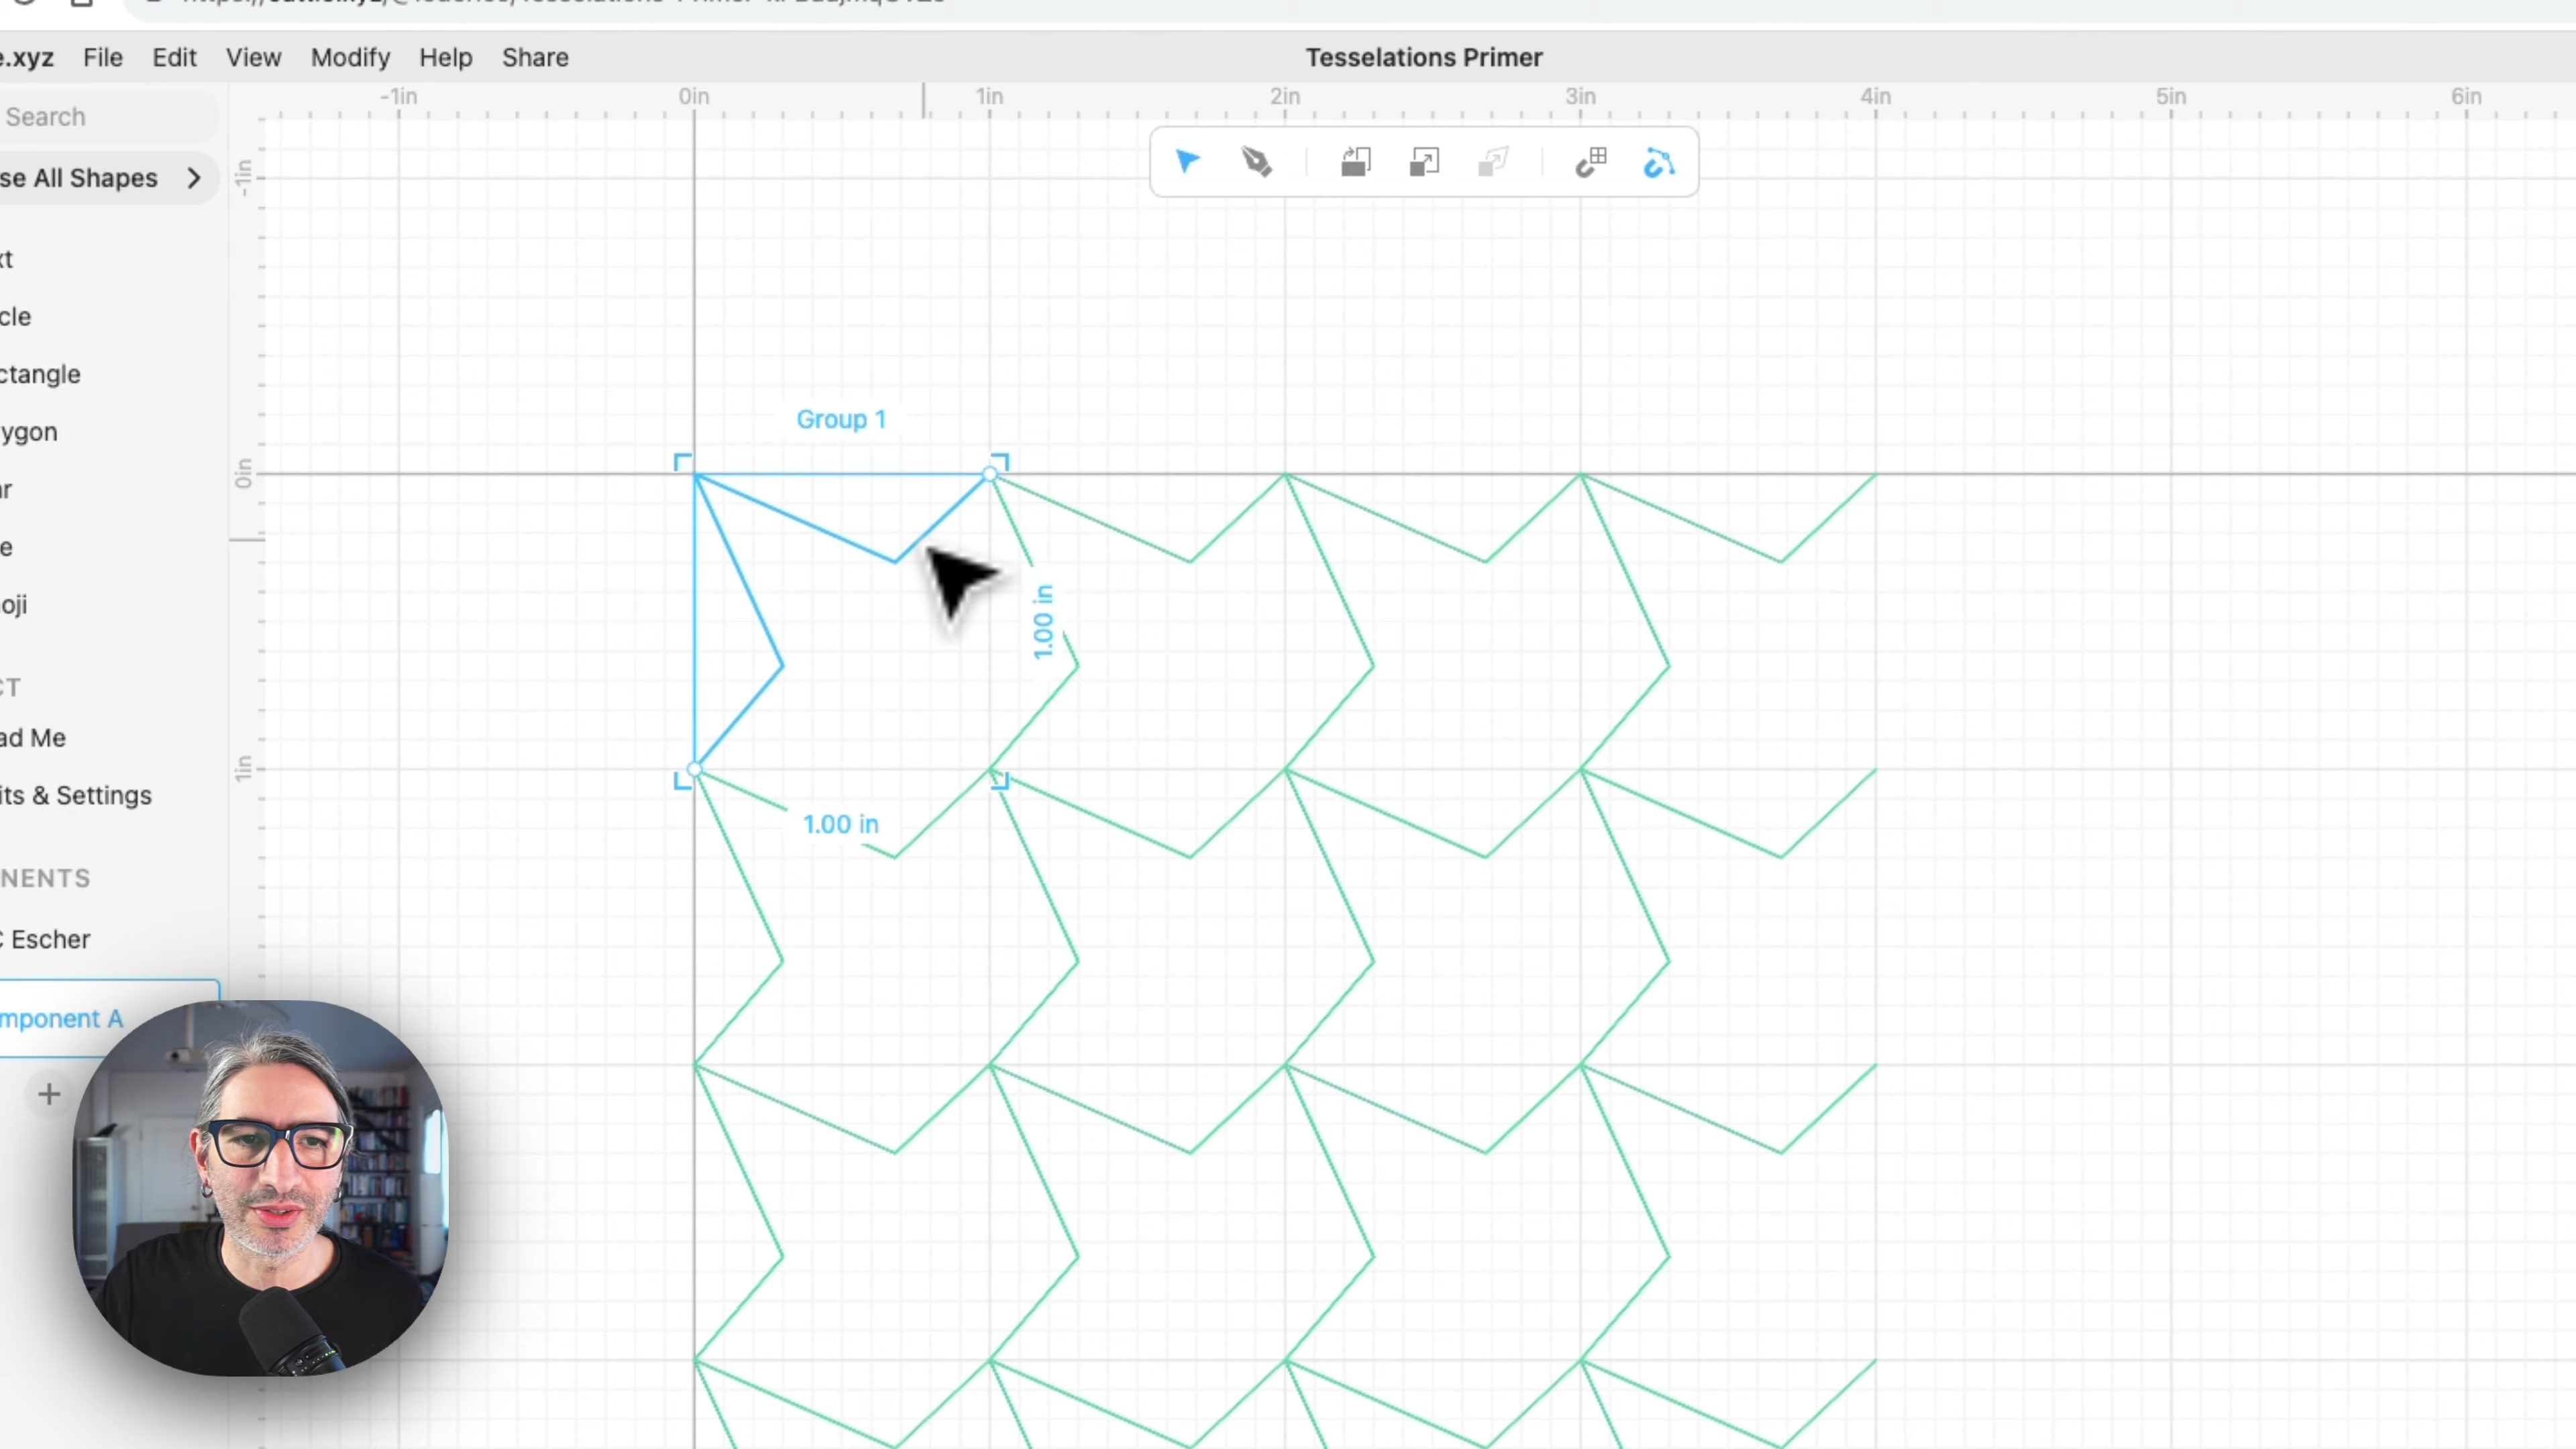 e.xyz File Edit View Modify Help Share
Tesselations Primer
-1in 0in 1in 2in 3in 4in 5in 6in
Search
se All Shapes
xt
cle
ctangle
ygon
ar
e
oji
CT
ad Me
its & Settings
NENTS
C Escher
mponent A
-1in
0in
1in
Group 1
1.00 in
1.00 in